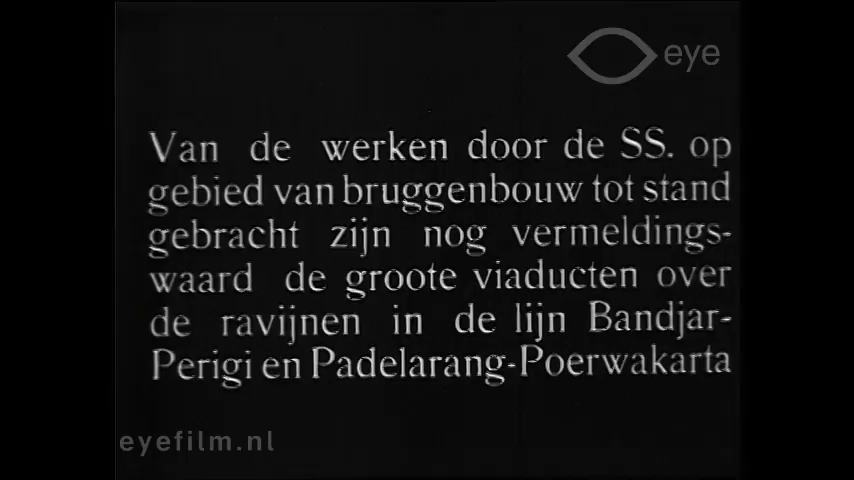 eye
Van de werken door de SS. op
gebied van bruggenbouw tot stand
gebracht zijn nog vermeldings-
waard de groote viaducten over
de ravijnen in de lijn Bandjar-
Perigi en Padelarang-Poerwakarta
eyefilm.nl